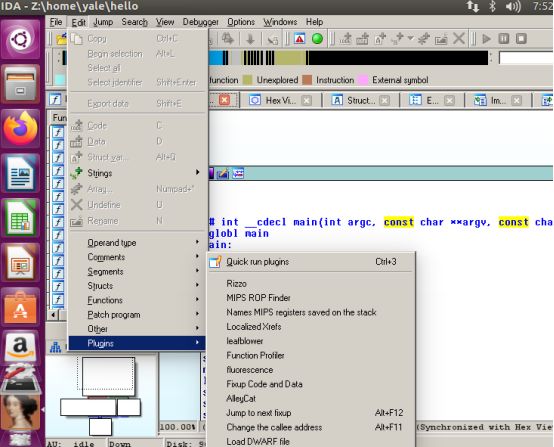 IDA - Z:\home\yale\hello
7:52
File Edit Jump Search View Debugger Options Windows Help
Copy Ctrl+C
Begin selection Alt+L
Select all
Select identifier Shift+Enter
function Unexplored Instruction External symbol
Export data Shift+E
Hex Vi... Struct... E... Im...
Fun
Code C
Data D
Struct var... Alt+Q
Strings
Array... Numpad+*
Undefine U
Rename N
# int __cdecl main(int argc, const char **argv, const cha
globl main
ain:
Operand type
Comments
Segments
Structs
Functions
Patch program
Other
Plugins
Quick run plugins Ctrl+3
Rizzo
MIPS ROP Finder
Names MIPS registers saved on the stack
Localized Xrefs
leafblower
Function Profiler
fluorescence
Fixup Code and Data
AlleyCat
Jump to next fixup Alt+F12
Change the callee address Alt+F11
Load DWARF file
100.00%
(Synchronized with Hex View
AU: idle Down Disk: